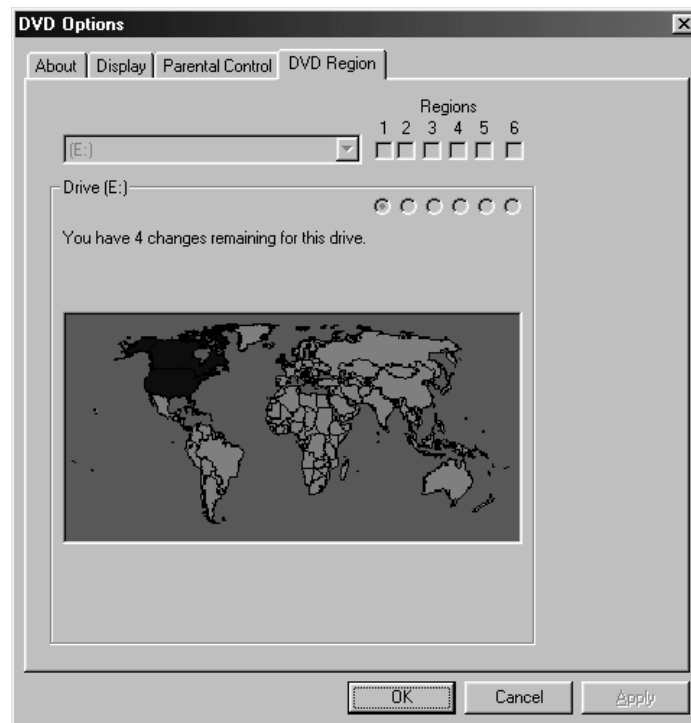 DVD Options
About Display Parental Control DVD Region
Regions
1 2 3 4 5 6
(E:)
Drive (E:)
You have 4 changes remaining for this drive.
OK Cancel Apply